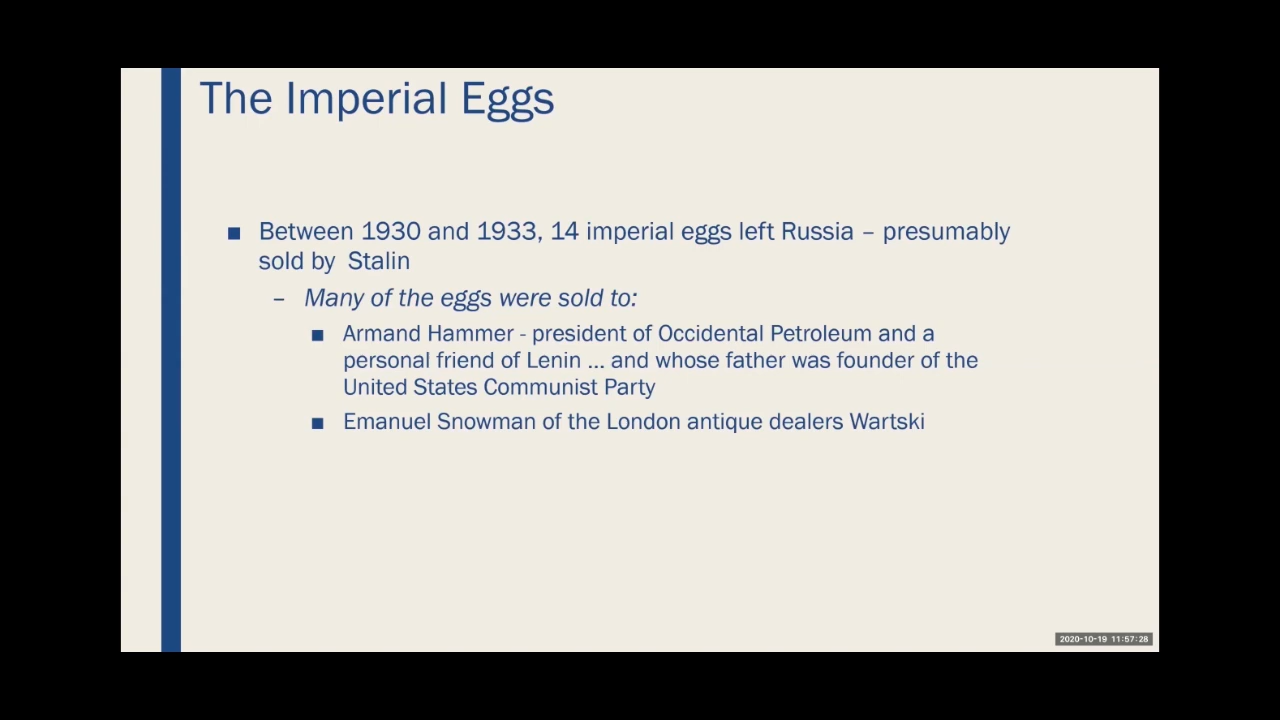 The Imperial Eggs
■ Between 1930 and 1933, 14 imperial eggs left Russia – presumably
sold by  Stalin
– Many of the eggs were sold to:
■ Armand Hammer - president of Occidental Petroleum and a
personal friend of Lenin ... and whose father was founder of the
United States Communist Party
■ Emanuel Snowman of the London antique dealers Wartski
2020-10-19 11:57:28